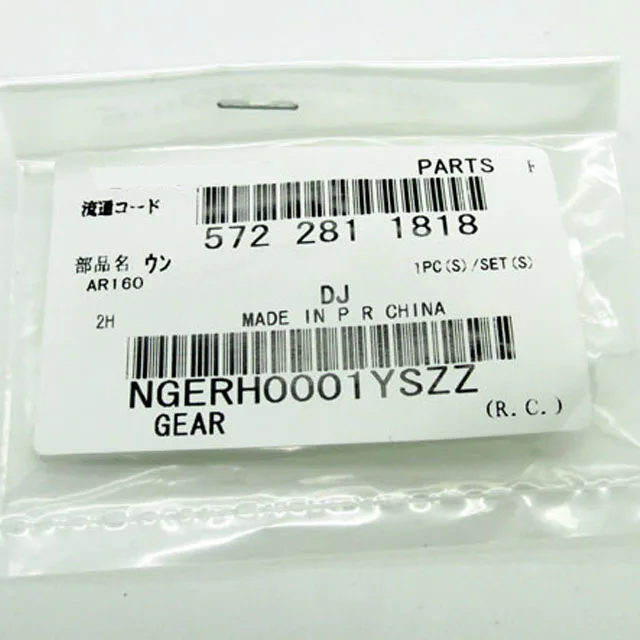 PARTS
流通コード
572 281 1818
部品名 ウン
AR160
1PC(S)/SET(S)
DJ
2H
MADE IN P R CHINA
NGERH0001YSZZ
GEAR
(R.C.)